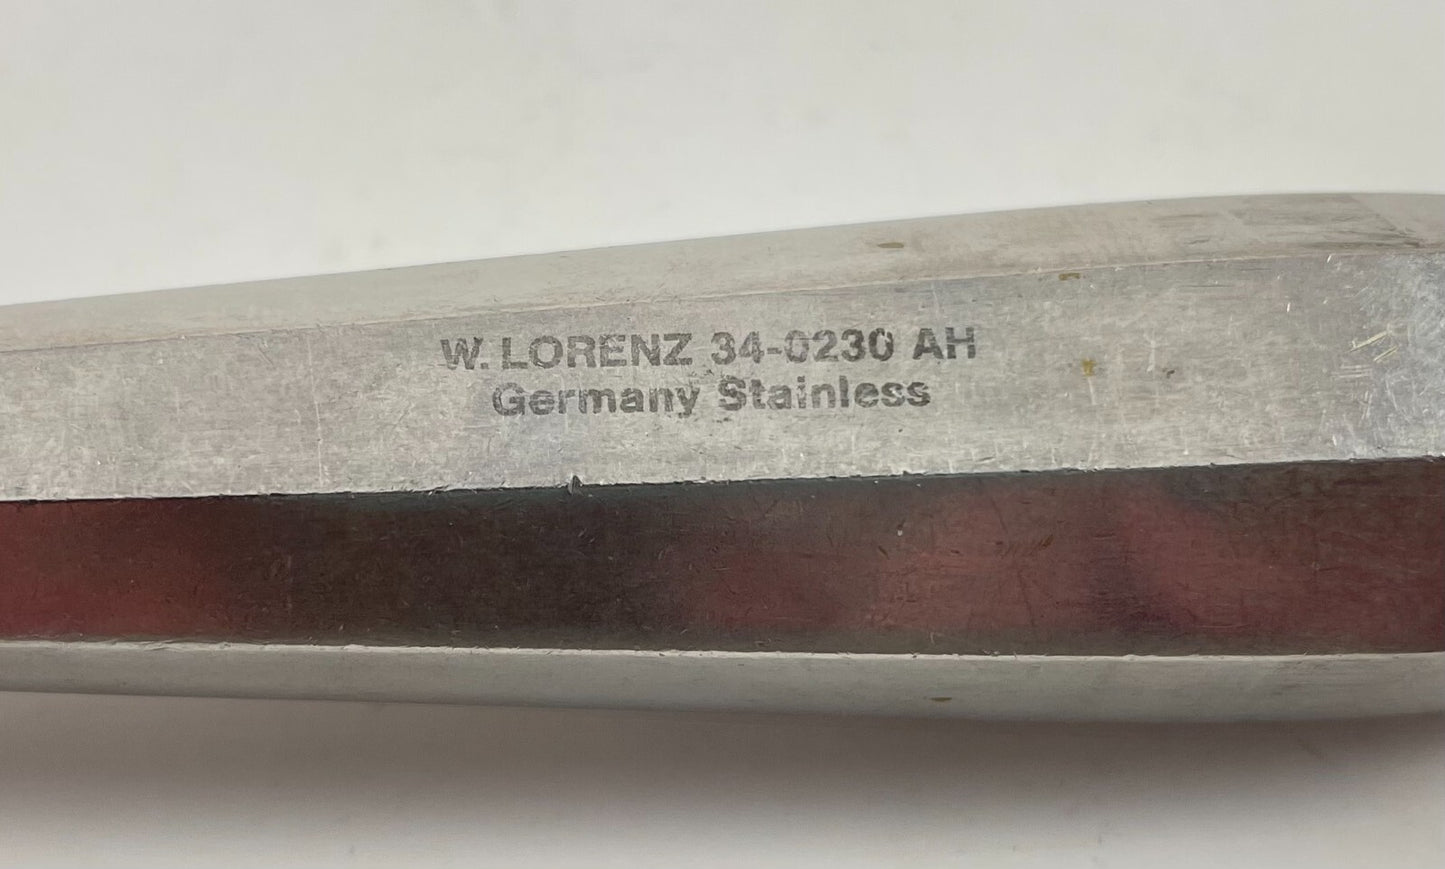 W. LORENZ 34-0230 AH
Germany Stainless